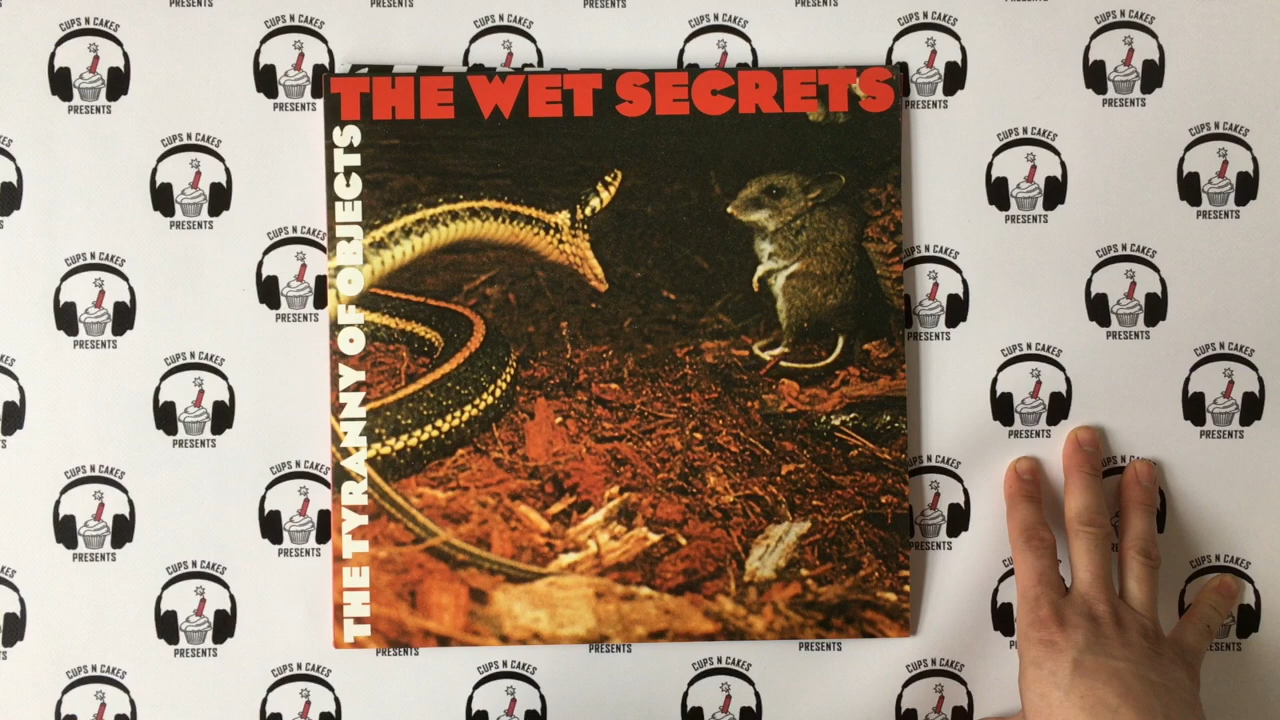 THE WET SECRETS
THE TYRANNY OF OBJECTS
CUPS N CAKES
PRESENTS